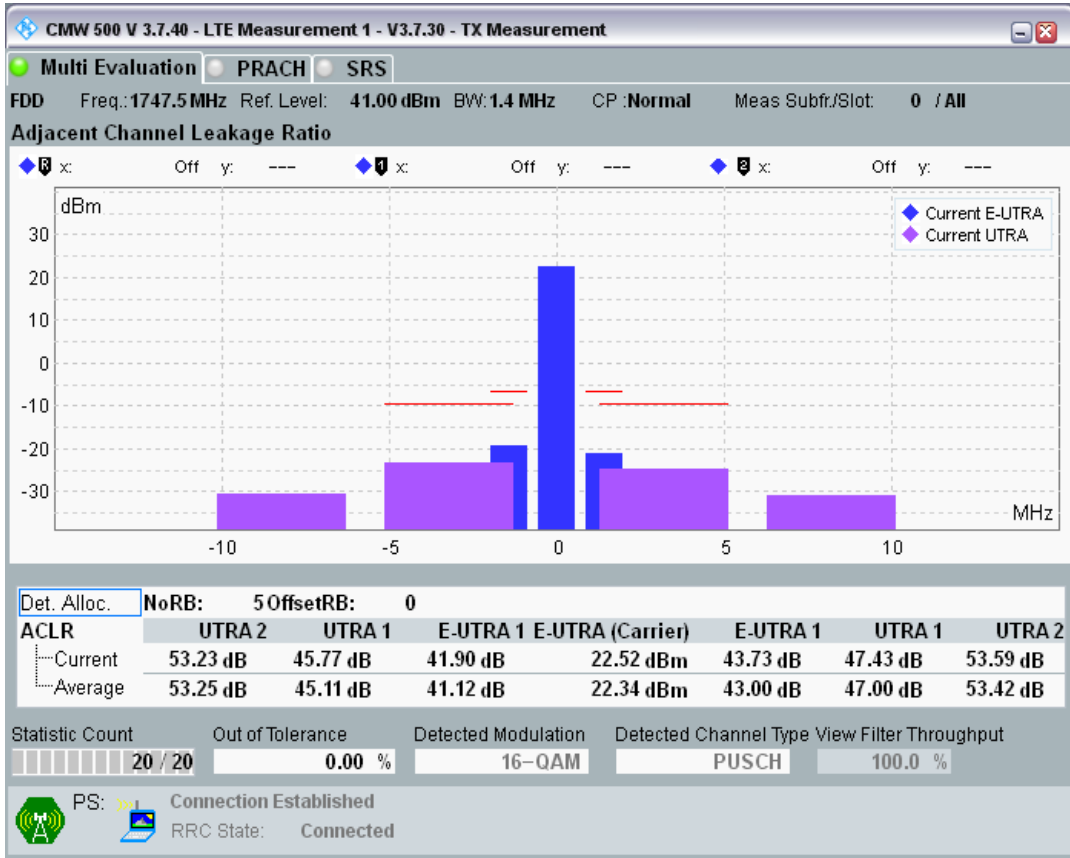 CMW 500 V 3.7.40 - LTE Measurement 1 - V3.7.30 - TX Measurement
Multi Evaluation PRACH SRS
FDD Freq.: 1747.5 MHz Ref. Level: 41.00 dBm BW: 1.4 MHz CP : Normal Meas Subfr./Slot: 0 / All
Adjacent Channel Leakage Ratio
R x: Off y: --- 1 x: Off y: --- 2 x: Off y: ---
dBm
Current E-UTRA
Current UTRA
30
20
10
0
-10
-20
-30
MHz
-10 -5 0 5 10
Det. Alloc. NoRB: 5 OffsetRB: 0
ACLR UTRA 2 UTRA 1 E-UTRA 1 E-UTRA (Carrier) E-UTRA 1 UTRA 1 UTRA 2
Current 53.23 dB 45.77 dB 41.90 dB 22.52 dBm 43.73 dB 47.43 dB 53.59 dB
Average 53.25 dB 45.11 dB 41.12 dB 22.34 dBm 43.00 dB 47.00 dB 53.42 dB
Statistic Count Out of Tolerance Detected Modulation Detected Channel Type View Filter Throughput
20 / 20 0.00 % 16-QAM PUSCH 100.0 %
PS: Connection Established
RRC State: Connected